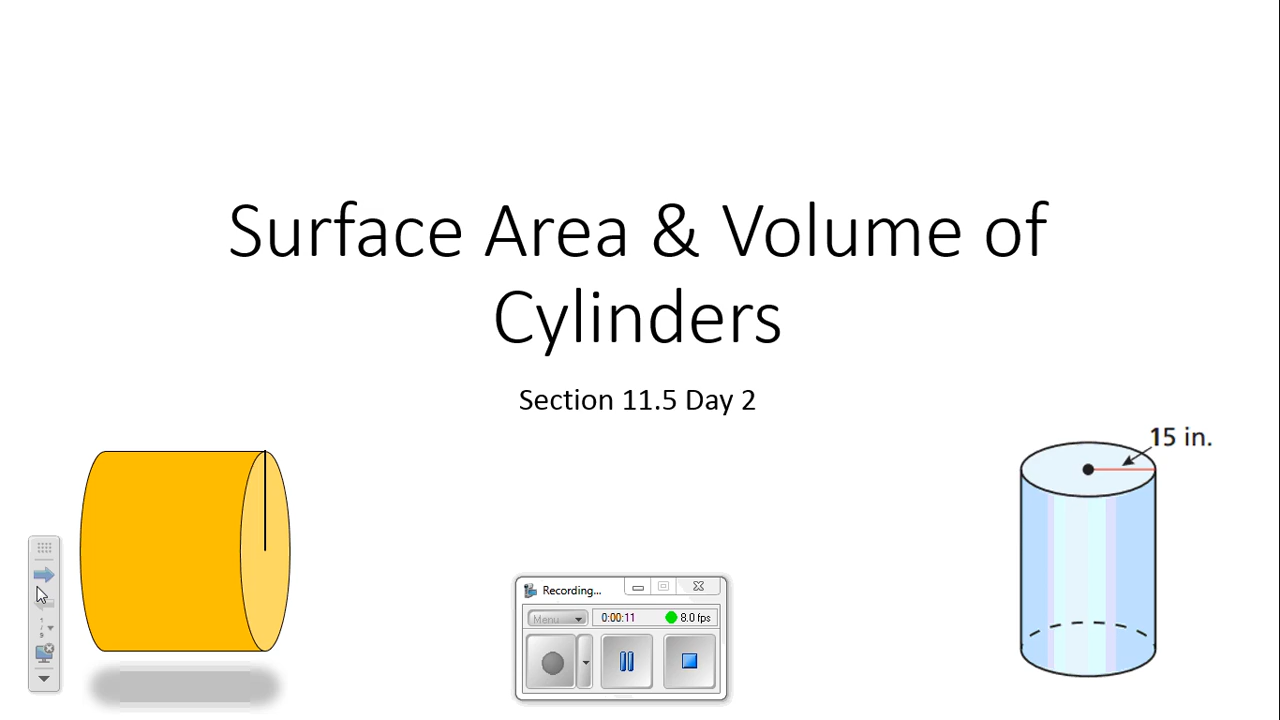 Surface Area & Volume of
Cylinders
Section 11.5 Day 2
15 in.
Recording...
Menu
0:00:11
8.0 fps